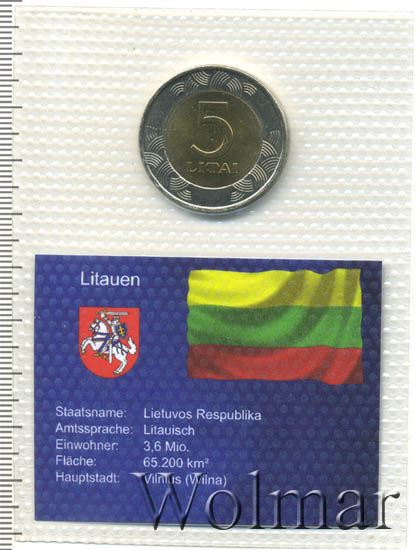 5
LITAI
Litauen
Staatsname: Lietuvos Respublika
Amtssprache: Litauisch
Einwohner: 3,6 Mio.
Fläche: 65.200 km²
Hauptstadt: Vilnius (Wilna)
Wolmar